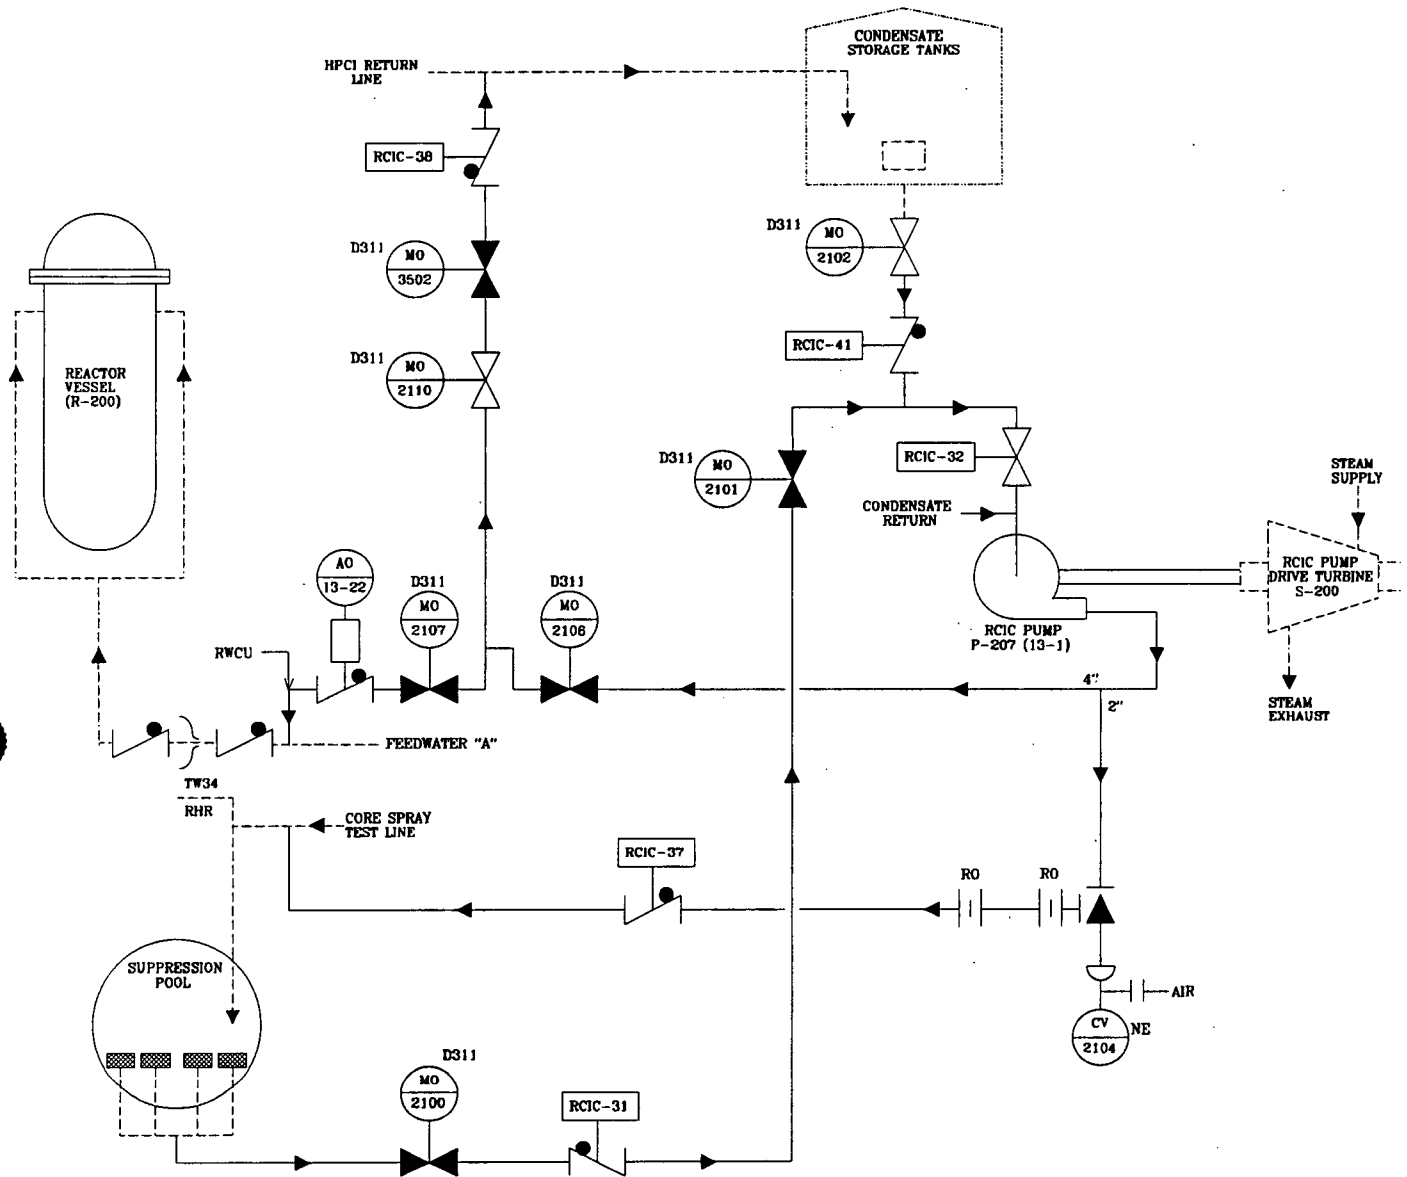 CONDENSATE
STORAGE TANKS
HPCI RETURN
LINE
RCIC-38
D311
MO
2102
D311
MO
3502
RCIC-41
D311
MO
2110
REACTOR
VESSEL
(R-200)
D311
MO
2101
RCIC-32
STEAM
SUPPLY
CONDENSATE
RETURN
AO
13-22
D311
MO
2107
D311
MO
2106
RCIC PUMP
DRIVE TURBINE
S-200
RCIC PUMP
P-207 (13-1)
RWCU
4"
2"
STEAM
EXHAUST
FEEDWATER "A"
TW34
RHR
CORE SPRAY
TEST LINE
RCIC-37
RO
RO
SUPPRESSION
POOL
AIR
CV
2104
NE
D311
MO
2100
RCIC-31